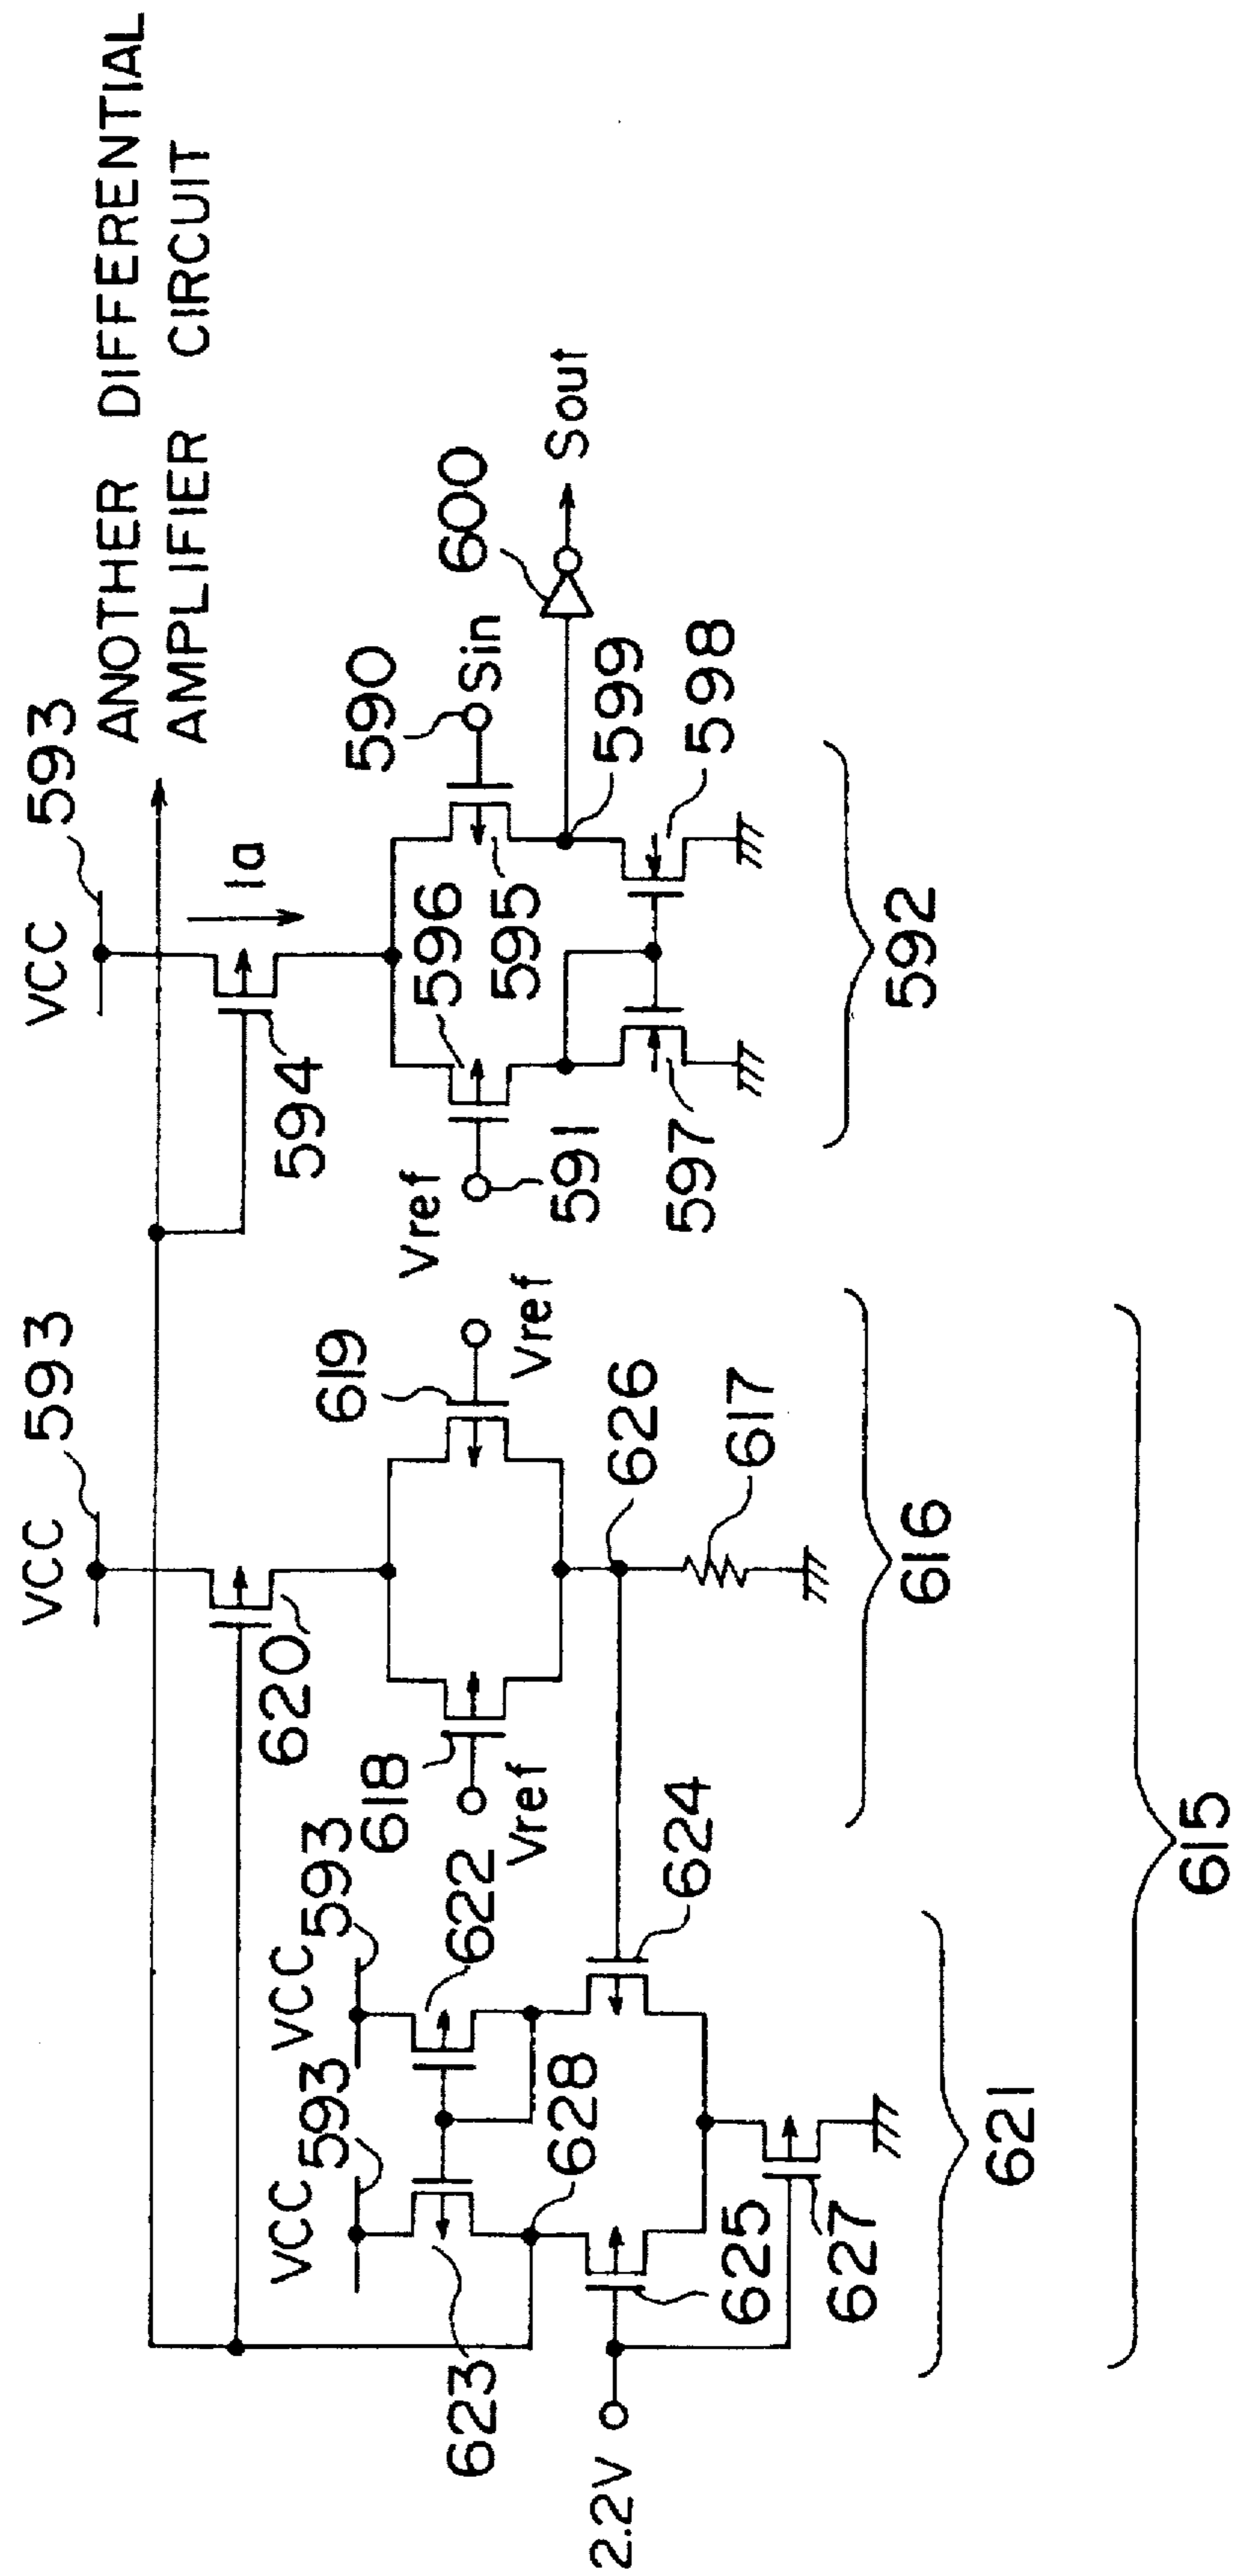 VCC
593
VCC
593
ANOTHER DIFFERENTIAL
AMPLIFIER CIRCUIT
Ia
594
620
VCC
593
VCC
593
622
618
Vref
619
Vref
Vref
591
596
595
590
Sin
600
Sout
623
628
624
626
599
2.2V
625
627
617
597
598
621
616
592
615